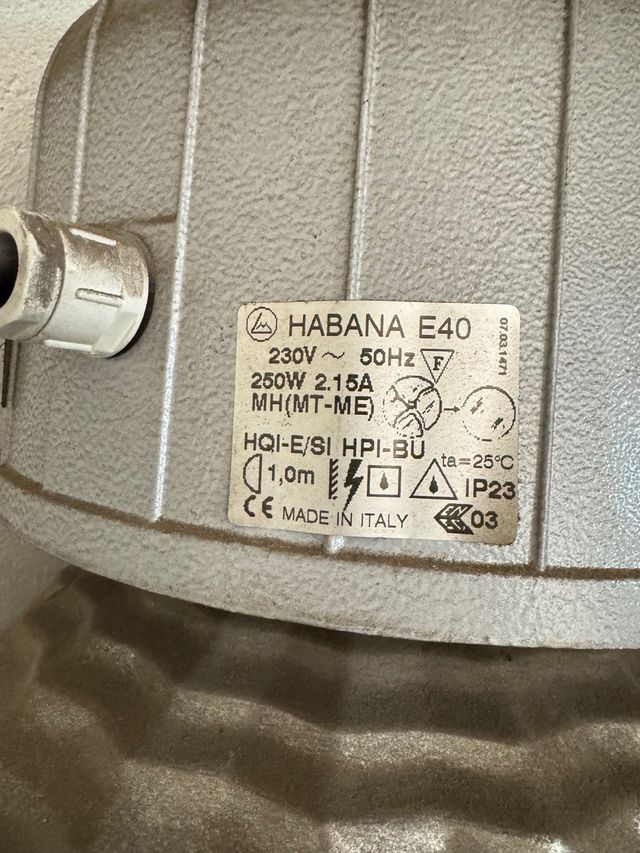 HABANA E40
07.03.1471
230V ~ 50Hz F
250W 2.15A
MH(MT-ME)
HQI-E/SI HPI-BU
ta=25°C
1,0m IP23
CE MADE IN ITALY 03